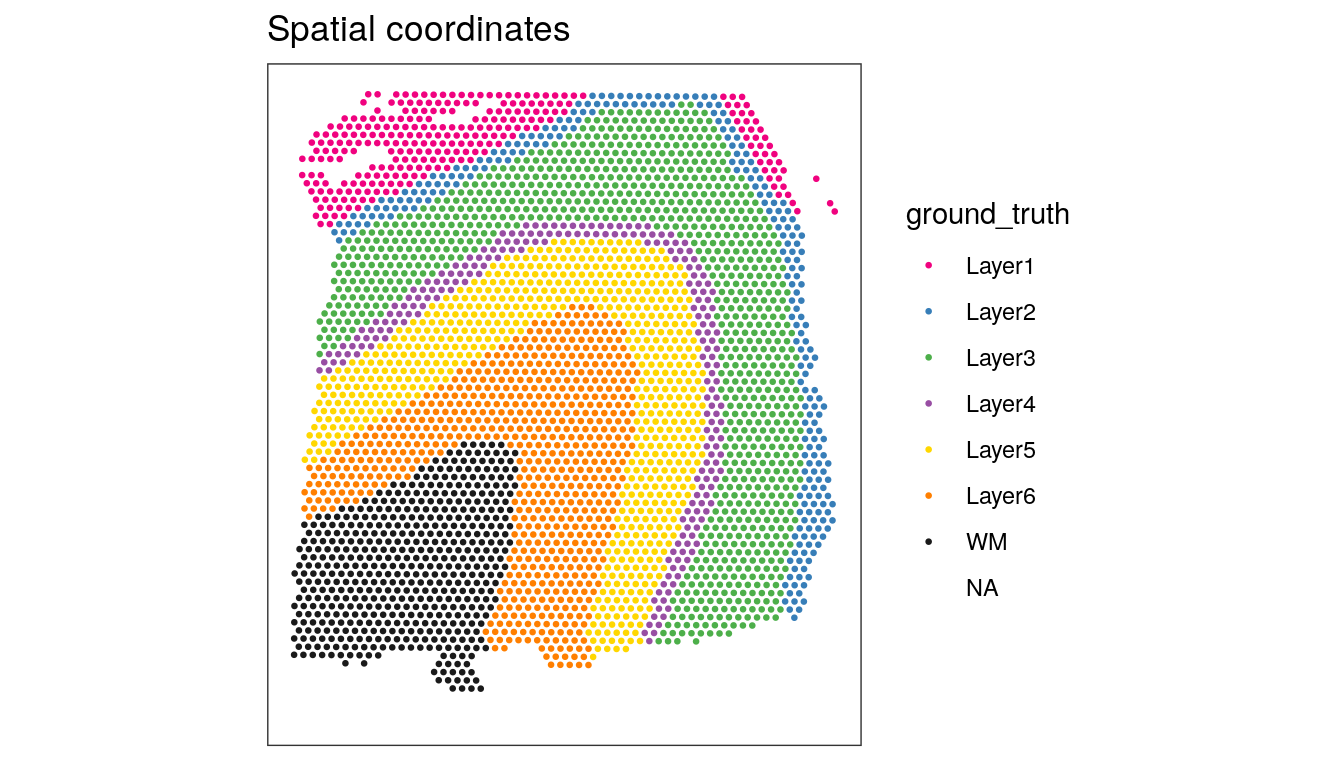 Spatial coordinates
ground_truth
Layer1
Layer2
Layer3
Layer4
Layer5
Layer6
WM
NA